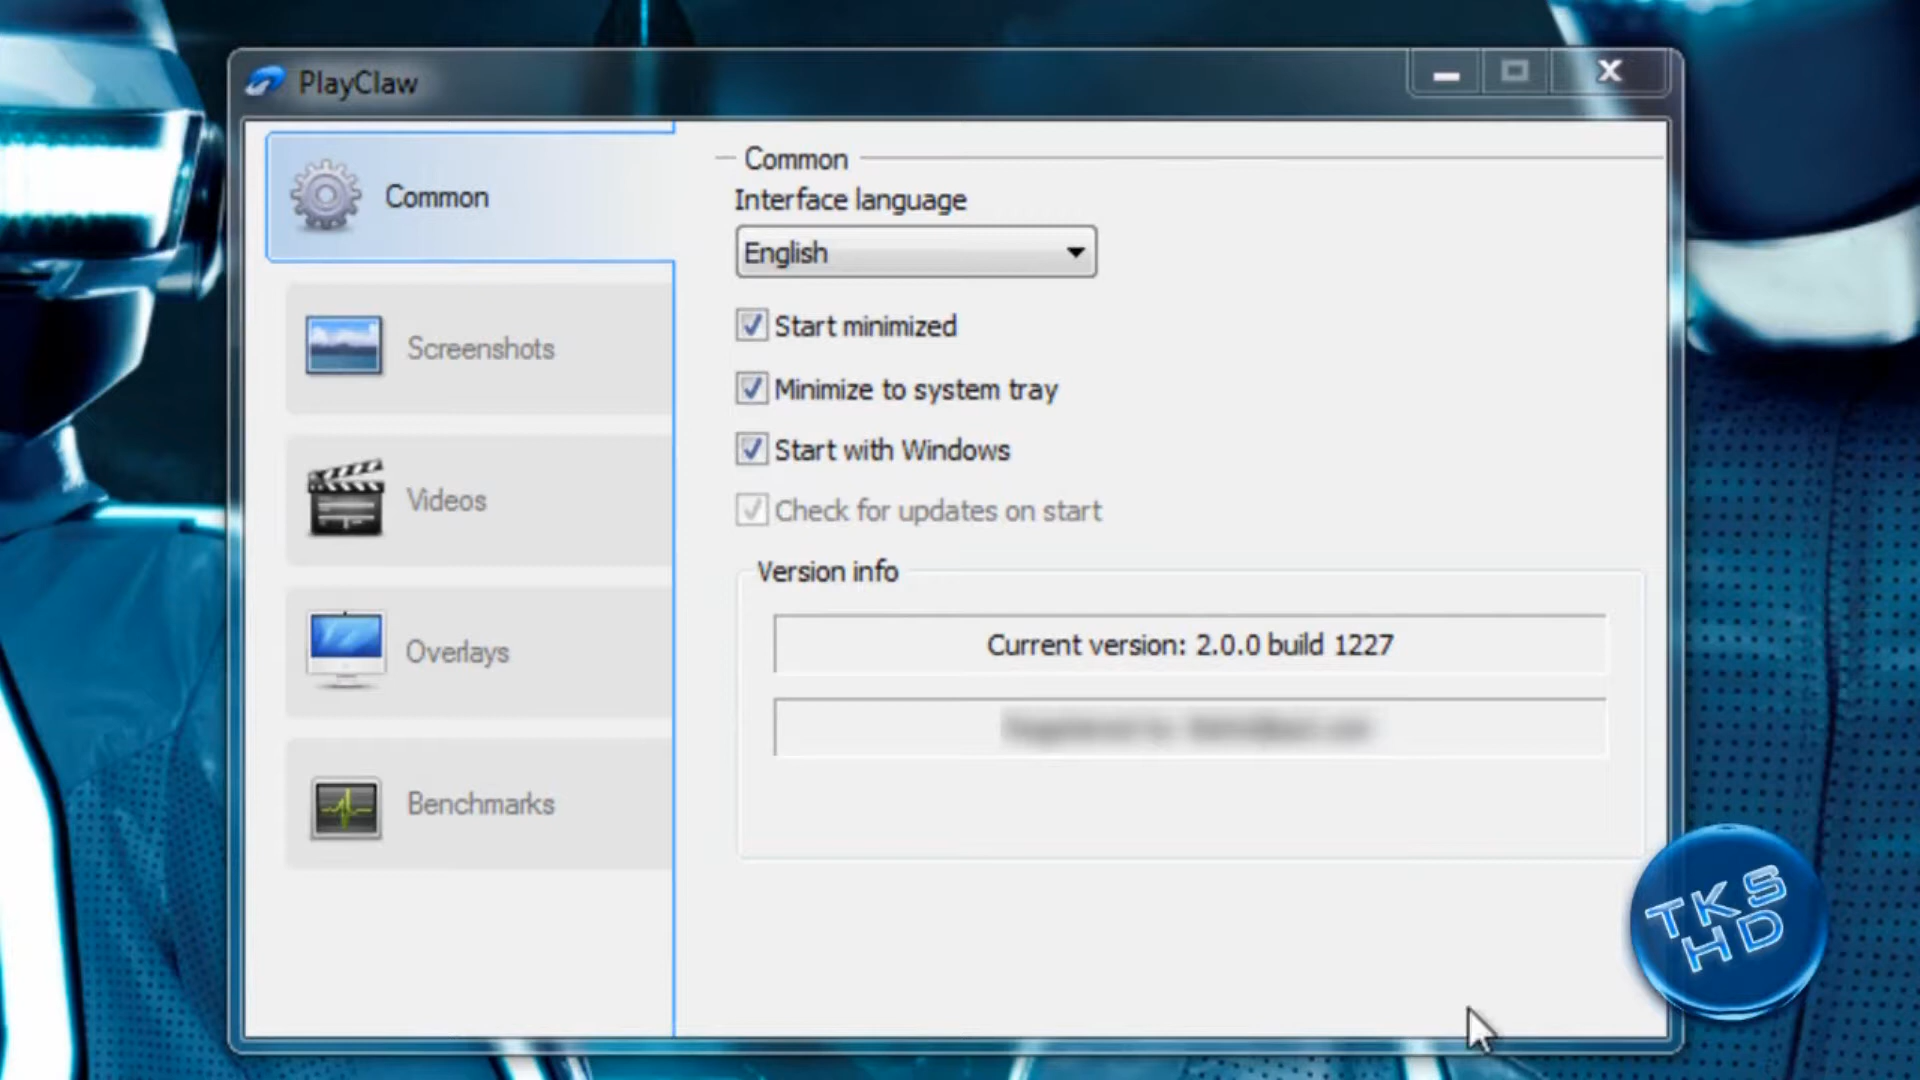 PlayClaw
Common
Screenshots
Videos
Overlays
Benchmarks
Common
Interface language
English
Start minimized
Minimize to system tray
Start with Windows
Check for updates on start
Version info
Current version: 2.0.0 build 1227
TKS
HD